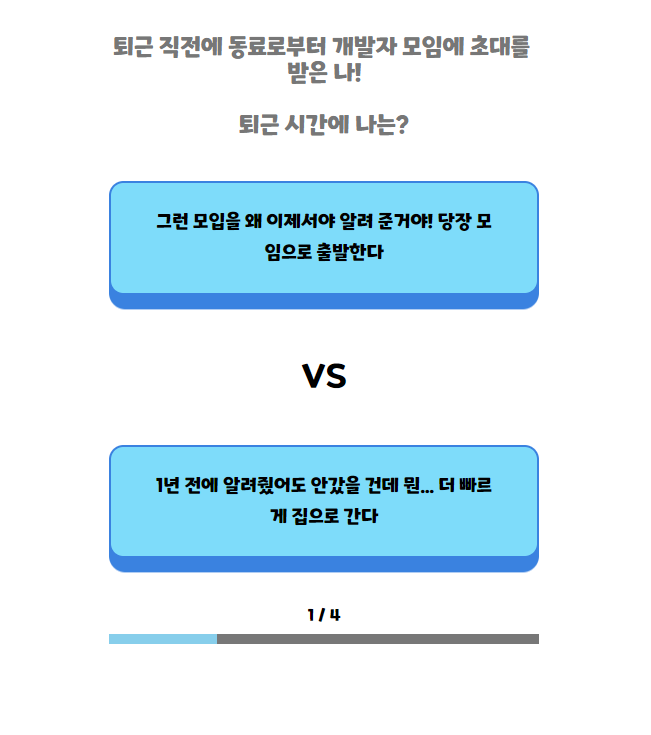 퇴근 직전에 동료로부터 개발자 모임에 초대를
받은 나!
퇴근 시간에 나는?
그런 모입을 왜 이제서야 알려 준거야! 당장 모
임으로 출발한다
VS
1년 전에 알려줬어도 안갔을 건데 뭔... 더 빠르
게 집으로 간다
1 / 4